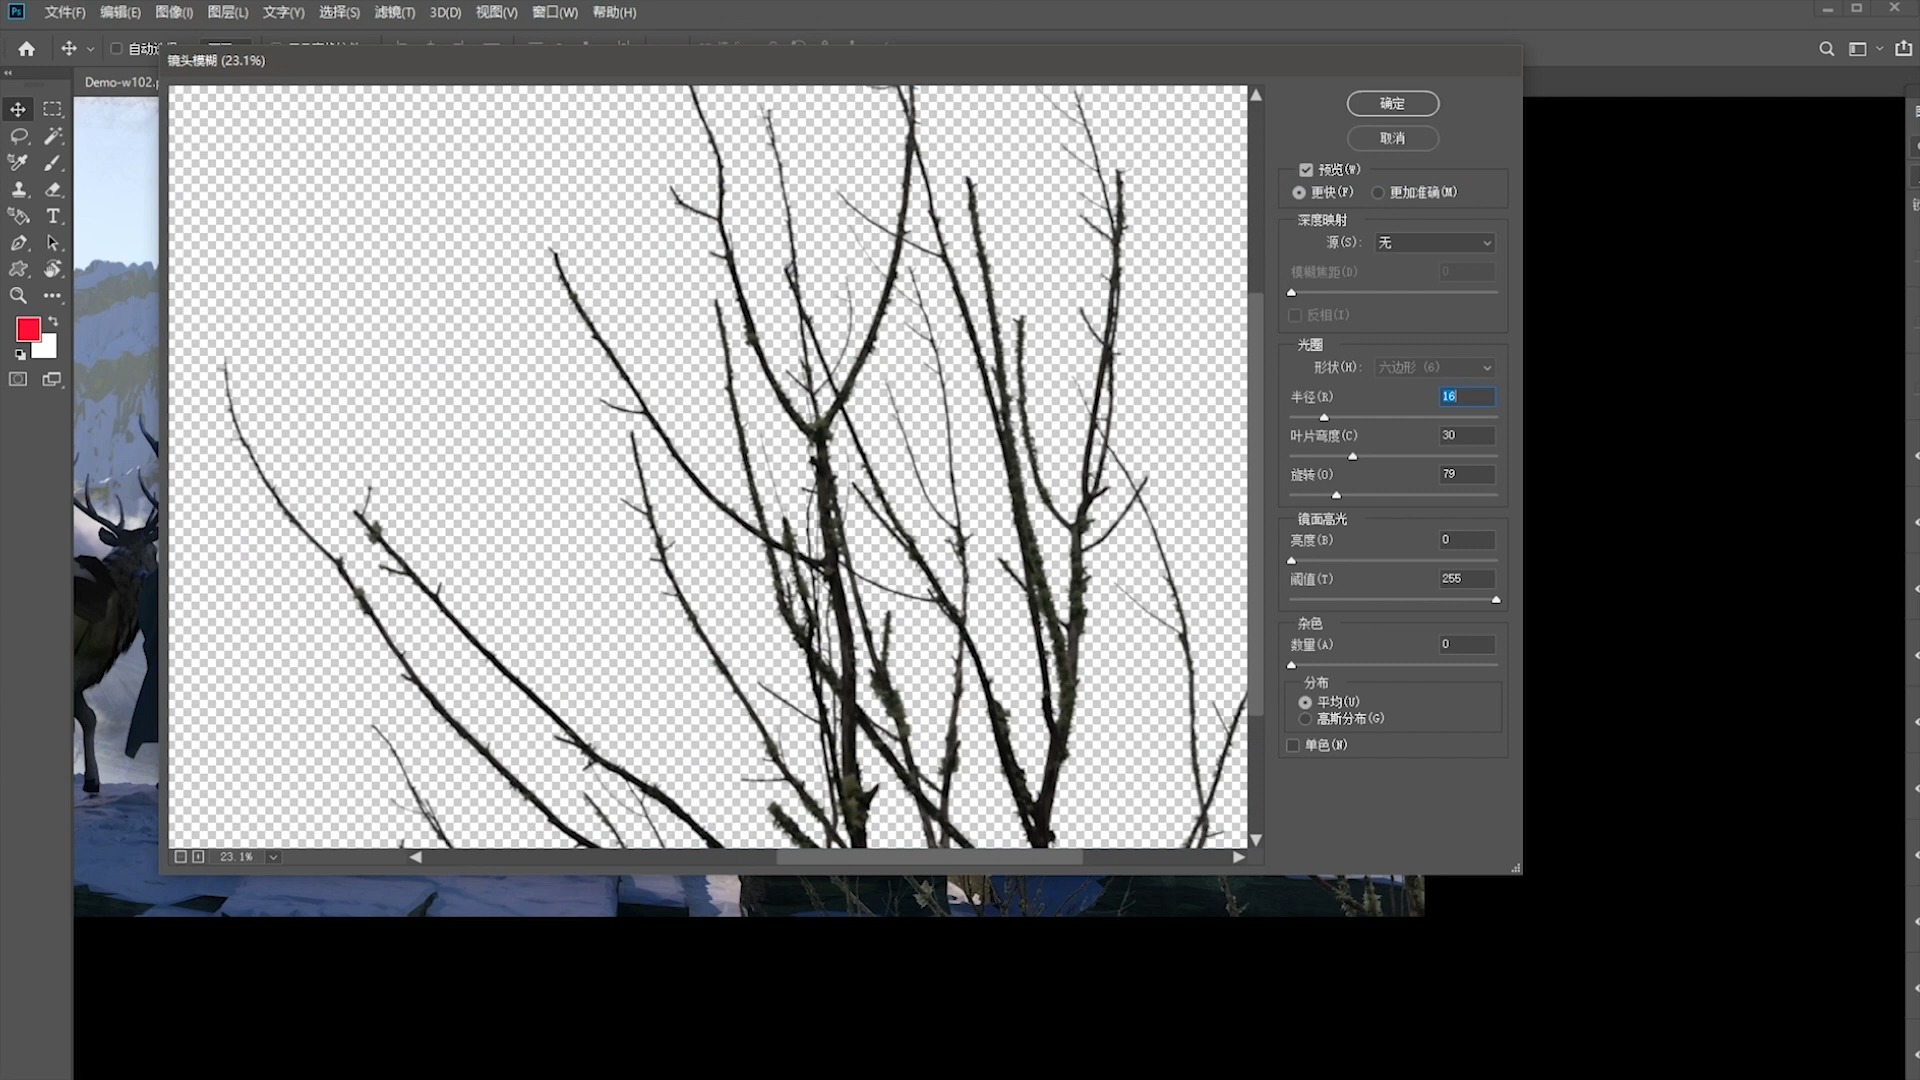 Ps 文件(F) 编辑(E) 图像(I) 图层(L) 文字(Y) 选择(S) 滤镜(T) 3D(D) 视图(V) 窗口(W) 帮助(H)
自动
Demo-w102.p
镜头模糊 (23.1%)
确定
取消
预览(W)
更快(F) 更加准确(M)
深度映射
源(S): 无
模糊焦距(D) 0
反相(I)
光圈
形状(H): 六边形 (6)
半径(R) 16
叶片弯度(C) 30
旋转(O) 79
镜面高光
亮度(B) 0
阈值(T) 255
杂色
数量(A) 0
分布
平均(U)
高斯分布(G)
单色(N)
23.1%